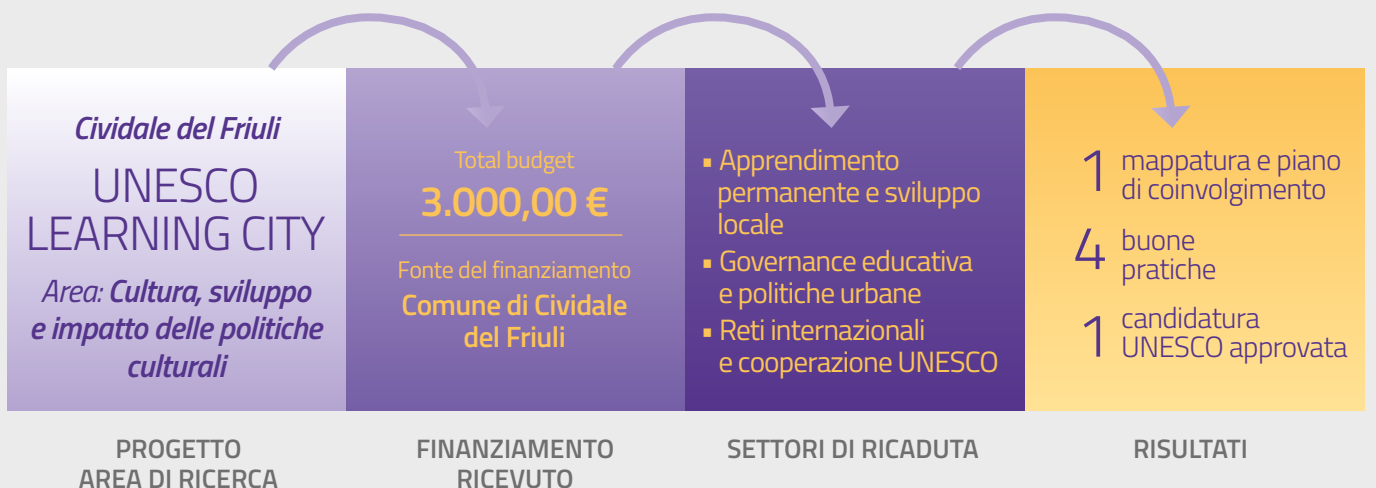 Cividale del Friuli
UNESCO
LEARNING CITY
Area: Cultura, sviluppo
e impatto delle politiche
culturali
Total budget
3.000,00 €
Fonte del finanziamento
Comune di Cividale
del Friuli
▪ Apprendimento
permanente e sviluppo
locale
▪ Governance educativa
e politiche urbane
▪ Reti internazionali
e cooperazione UNESCO
1 mappatura e piano
di coinvolgimento
4 buone
pratiche
1 candidatura
UNESCO approvata
PROGETTO
AREA DI RICERCA
FINANZIAMENTO
RICEVUTO
SETTORI DI RICADUTA
RISULTATI